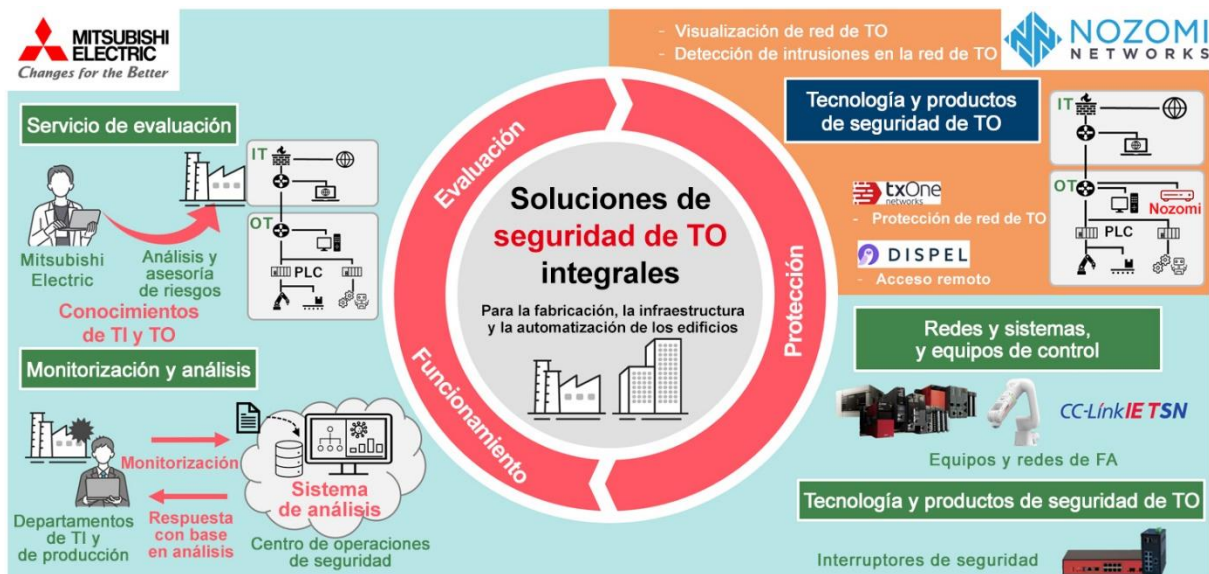 MITSUBISHI
ELECTRIC
Changes for the Better
Servicio de evaluación
IT
OT
PLC
Mitsubishi
Electric
Análisis y
asesoría
de riesgos
Conocimientos
de TI y TO
Monitorización y análisis
Monitorización
Sistema
de análisis
Departamentos
de TI y
de producción
Respuesta
con base
en análisis
Centro de operaciones
de seguridad
Evaluación
Protección
Funcionamiento
Soluciones de
seguridad de TO
integrales
Para la fabricación, la infraestructura
y la automatización de los edificios
- Visualización de red de TO
- Detección de intrusiones en la red de TO
NOZOMI
NETWORKS
Tecnología y productos
de seguridad de TO
txOne
networks
- Protección de red de TO
DISPEL
- Acceso remoto
IT
OT
Nozomi
PLC
Redes y sistemas,
y equipos de control
CC-Link IE TSN
Equipos y redes de FA
Tecnología y productos de seguridad de TO
Interruptores de seguridad